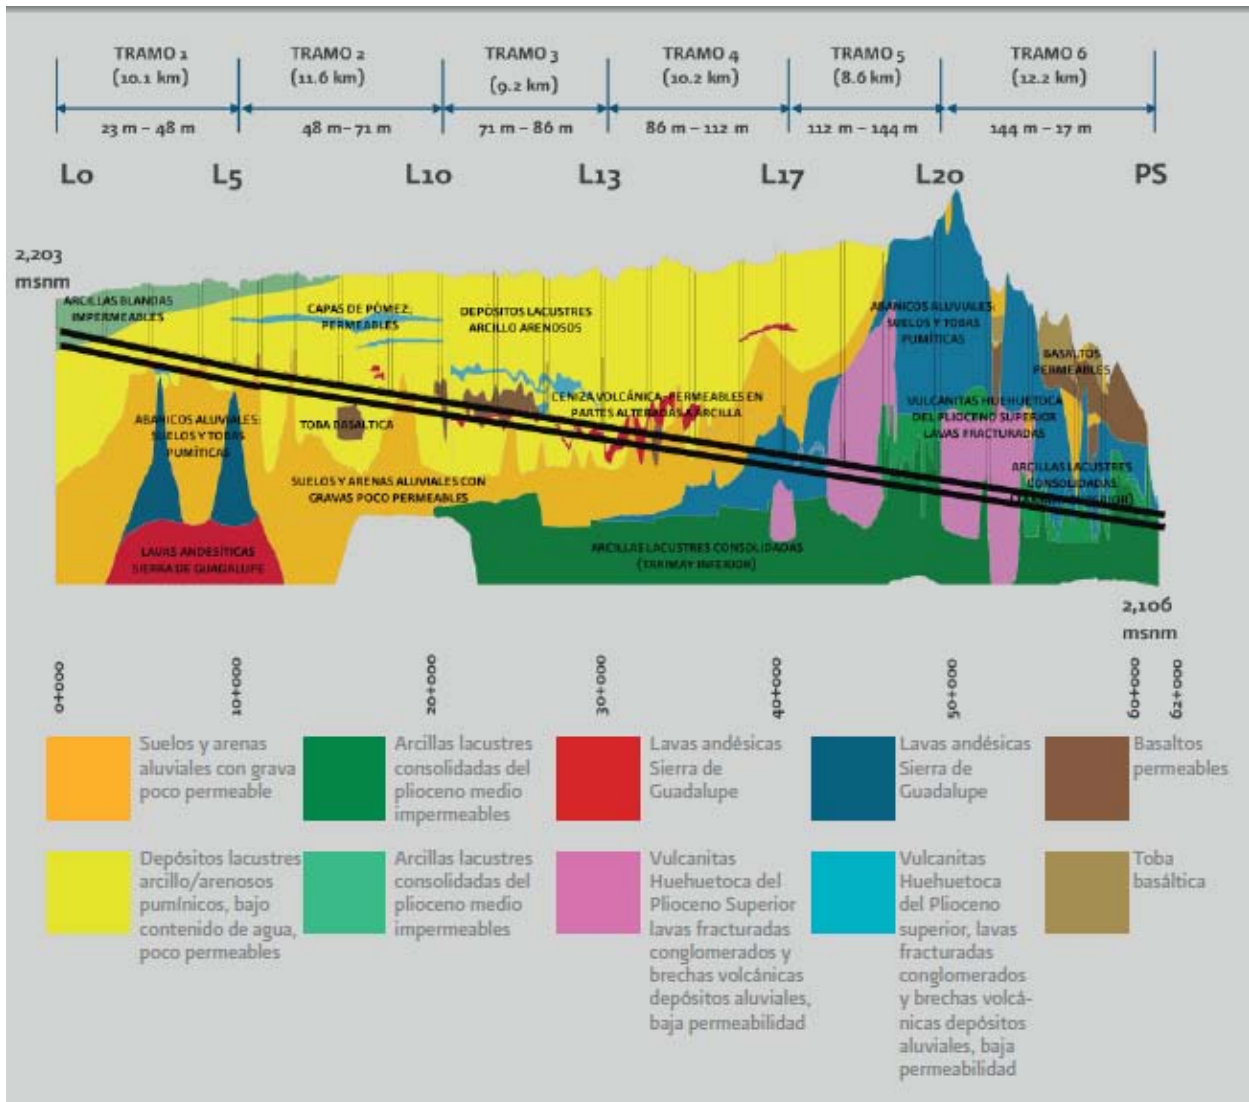 TRAMO 1
(10.1 km)
TRAMO 2
(11.6 km)
TRAMO 3
(9.2 km)
TRAMO 4
(10.2 km)
TRAMO 5
(8.6 km)
TRAMO 6
(12.2 km)
23 m – 48 m
48 m – 71 m
71 m – 86 m
86 m – 112 m
112 m – 144 m
144 m – 17 m
L0
L5
L10
L13
L17
L20
PS
2,203
msnm
ARCILLAS BLANDAS
IMPERMEABLES
CAPAS DE PÓMEZ;
PERMEABLES
DEPÓSITOS LACUSTRES
ARCILLO ARENOSOS
ABANICOS ALUVIALES:
SUELOS Y TOBAS
PUMÍTICAS
BASALTOS
PERMEABLES
CENIZA VOLCÁNICA; PERMEABLES EN
PARTES ALTERADAS A ARCILLA
VULCANITAS HUEHUETOCA
DEL PLIOCENO SUPERIOR
LAVAS FRACTURADAS
ABANICOS ALUVIALES:
SUELOS Y TOBAS
PUMÍTICAS
TOBA BASALTICA
SUELOS Y ARENAS ALUVIALES CON
GRAVAS POCO PERMEABLES
ARCILLAS LACUSTRES
CONSOLIDADAS
LAVAS ANDESÍTICAS
SIERRA DE GUADALUPE
ARCILLAS LACUSTRES CONSOLIDADAS
(TARIMAY INFERIOR)
2,106
msnm
0+000
10+000
20+000
30+000
40+000
50+000
60+000
62+000
Suelos y arenas
aluviales con grava
poco permeable
Arcillas lacustres
consolidadas del
plioceno medio
impermeables
Lavas andésicas
Sierra de
Guadalupe
Lavas andésicas
Sierra de
Guadalupe
Basaltos
permeables
Depósitos lacustres
arcillo/arenosos
pumínicos, bajo
contenido de agua,
poco permeables
Arcillas lacustres
consolidadas del
plioceno medio
impermeables
Vulcanitas
Huehuetoca del
Plioceno Superior
lavas fracturadas
conglomerados y
brechas volcánicas
depósitos aluviales,
baja permeabilidad
Vulcanitas
Huehuetoca
del Plioceno
superior, lavas
fracturadas
conglomerados
y brechas volcá-
nicas depósitos
aluviales, baja
permeabilidad
Toba
basáltica